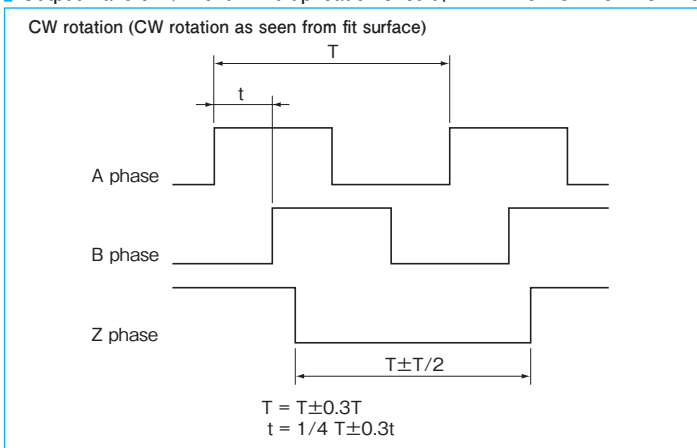 CW rotation (CW rotation as seen from fit surface)
T
t
A phase
B phase
Z phase
T±T/2
T = T±0.3T
t = 1/4 T±0.3t